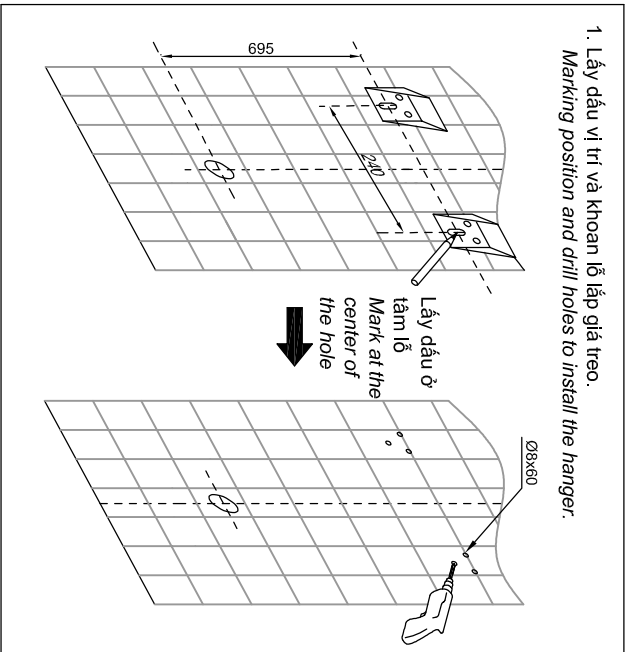 1. Lấy dấu vị trí và khoan lỗ lắp giá treo.
Marking position and drill holes to install the hanger.
695
240
Lấy dấu ở
tâm lỗ
Mark at the
center of
the hole
Ø8x60